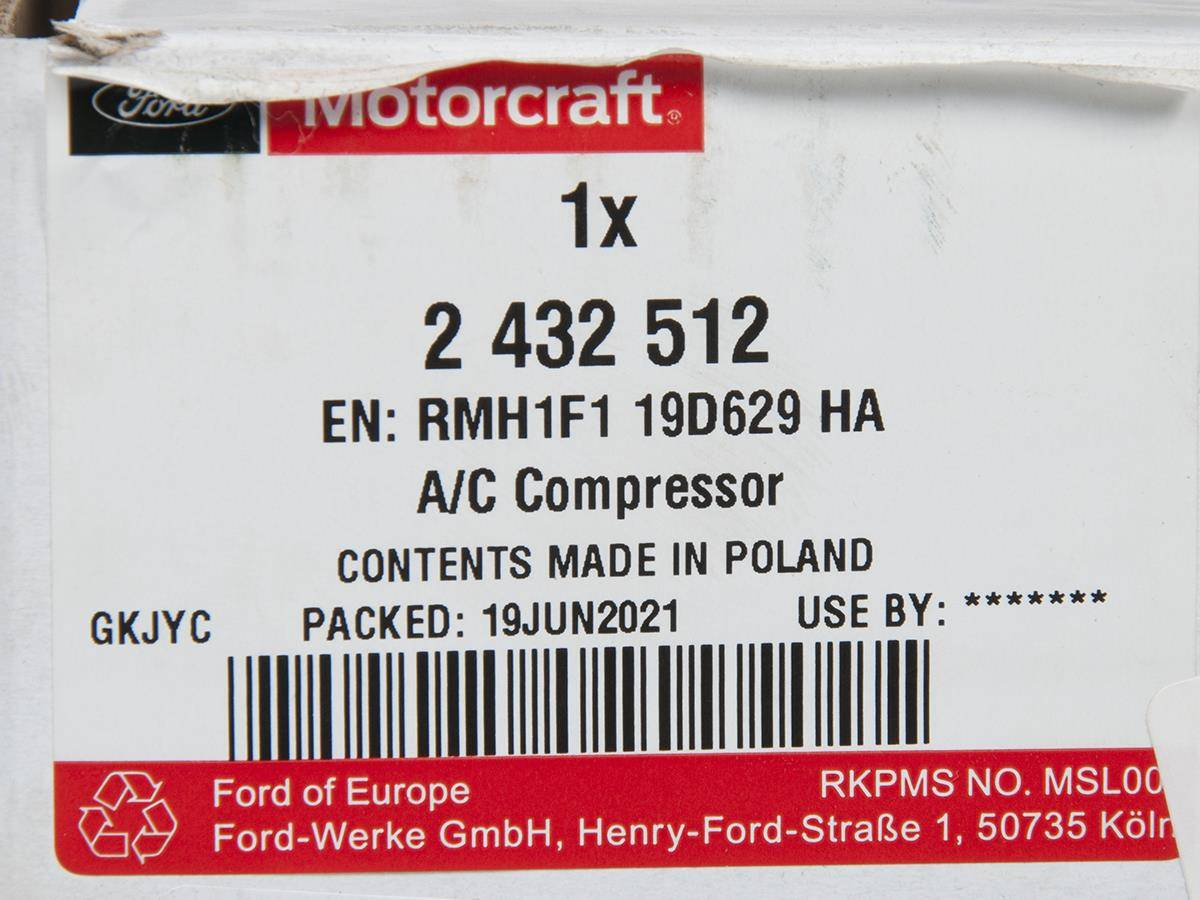 Ford
Motorcraft
1x
2 432 512
EN: RMH1F1 19D629 HA
A/C Compressor
CONTENTS MADE IN POLAND
GKJYC PACKED: 19JUN2021 USE BY: *******
Ford of Europe RKPMS NO. MSL00
Ford-Werke GmbH, Henry-Ford-Straße 1, 50735 Köln